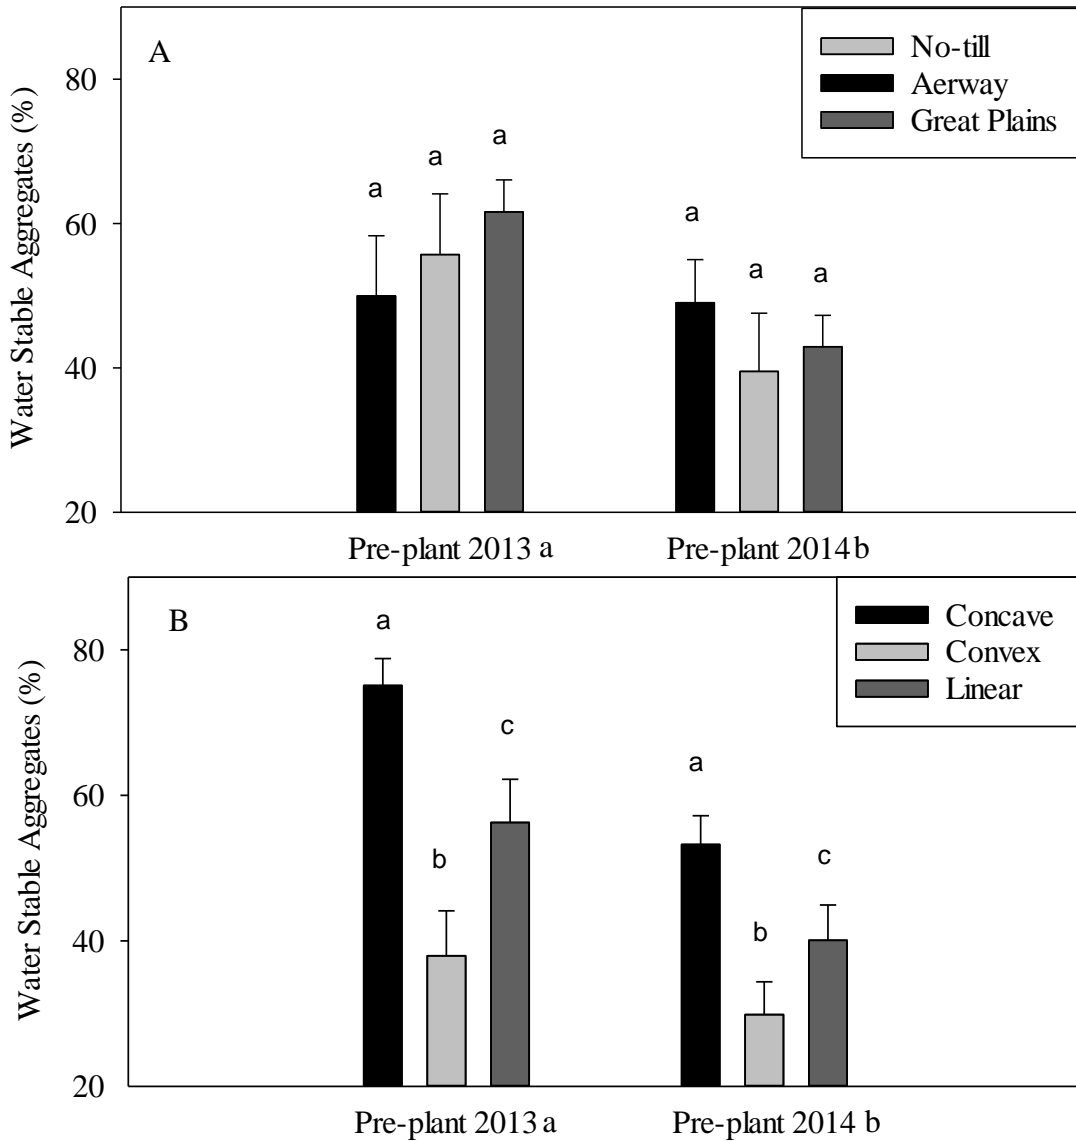 A
No-till
Aerway
Great Plains
Water Stable Aggregates (%)
80
60
40
20
a
a
a
a
a
a
Pre-plant 2013 a
Pre-plant 2014 b
B
Concave
Convex
Linear
Water Stable Aggregates (%)
80
60
40
20
a
b
c
a
b
c
Pre-plant 2013 a
Pre-plant 2014 b